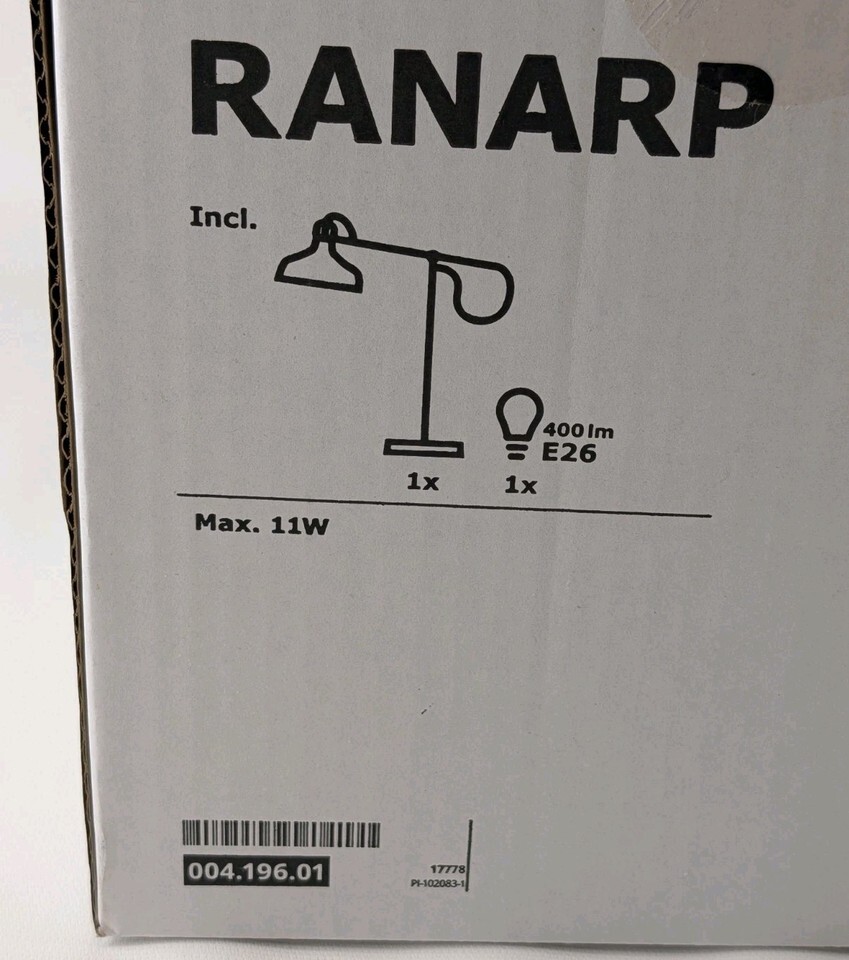 RANARP
Incl.
400lm
E26
1x 1x
Max. 11W
004.196.01
17778
PI-102083-1